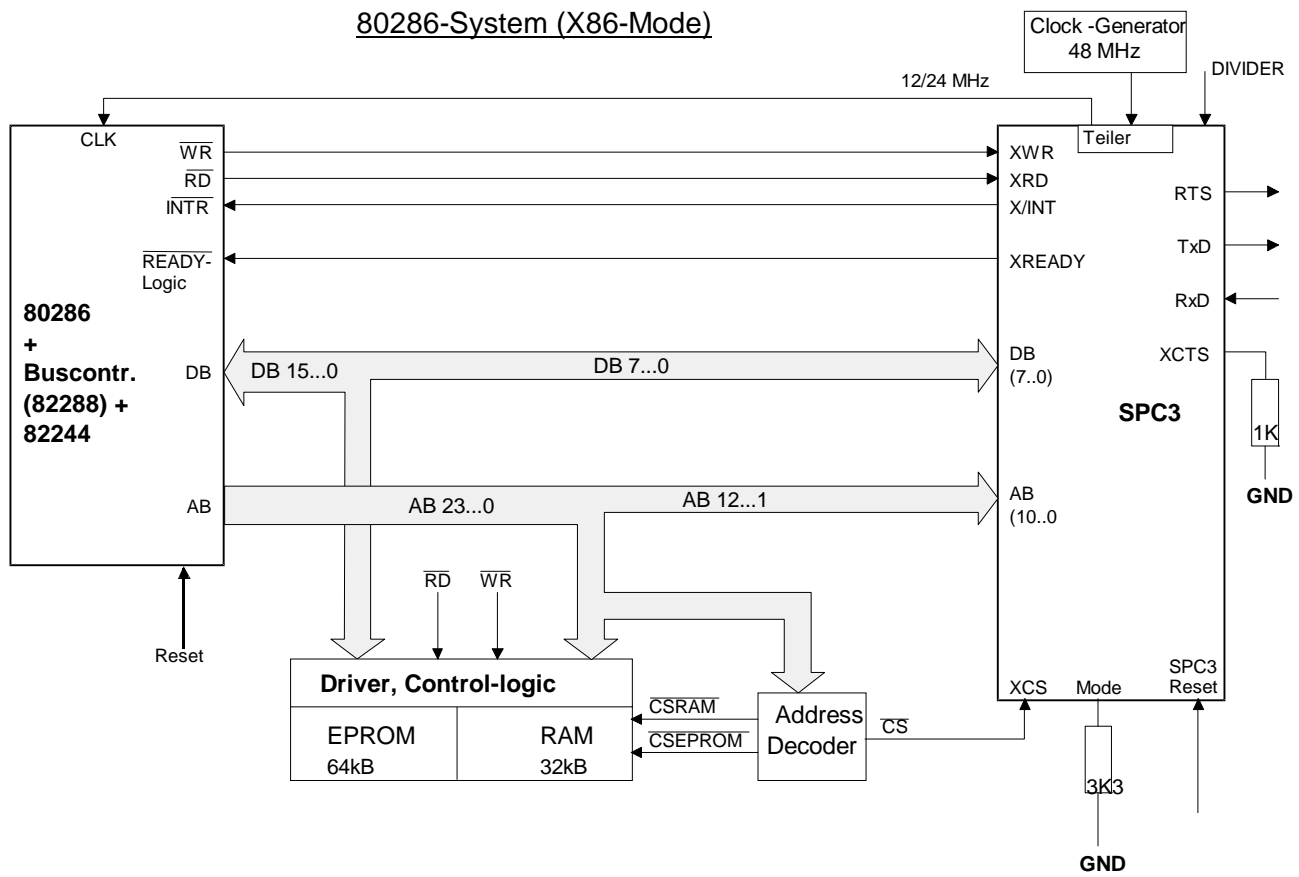 80286-System (X86-Mode)
Clock -Generator
48 MHz
DIVIDER
12/24 MHz
CLK
Teiler
WR
XWR
RD
XRD
INTR
X/INT
RTS
READY-
Logic
XREADY
TxD
RxD
80286
+
Buscontr.
(82288) +
82244
DB
DB 15...0
DB 7...0
DB
(7..0)
XCTS
SPC3
1K
GND
AB
AB 23...0
AB 12...1
AB
(10..0
RD
WR
Reset
Driver, Control-logic
EPROM
64kB
RAM
32kB
CSRAM
CSEPROM
Address
Decoder
CS
XCS
Mode
SPC3
Reset
3K3
GND